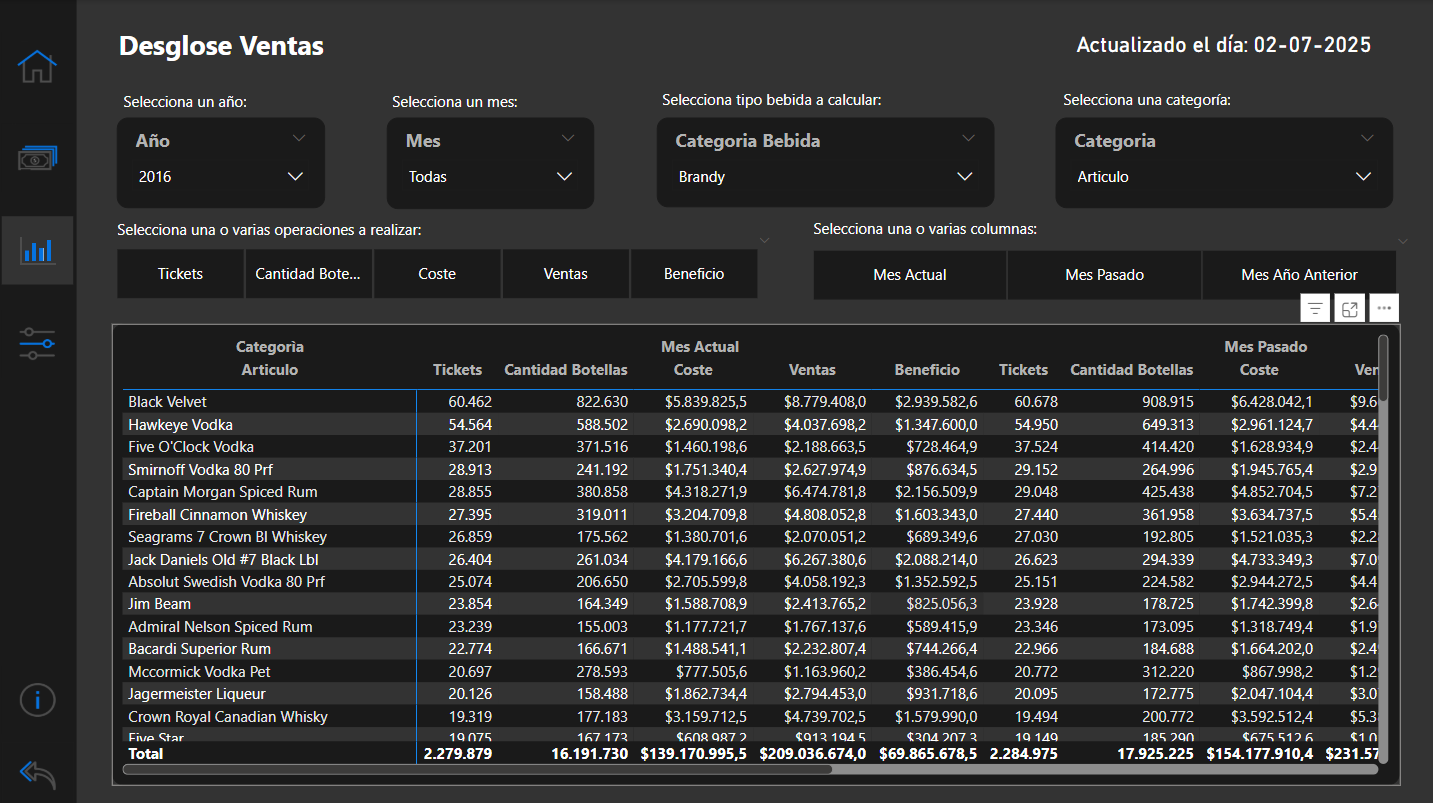 Desglose Ventas
Actualizado el día: 02-07-2025
Selecciona un año:
Selecciona un mes:
Selecciona tipo bebida a calcular:
Selecciona una categoría:
Año
Mes
Categoria Bebida
Categoria
2016
Todas
Brandy
Articulo
Selecciona una o varias operaciones a realizar:
Selecciona una o varias columnas:
Tickets Cantidad Bote... Coste Ventas Beneficio
Mes Actual Mes Pasado Mes Año Anterior
Categoria Mes Actual Mes Pasado
Articulo Tickets Cantidad Botellas Coste Ventas Beneficio Tickets Cantidad Botellas Coste Ven
Black Velvet 60.462 822.630 $5.839.825,5 $8.779.408,0 $2.939.582,6 60.678 908.915 $6.428.042,1 $9.6
Hawkeye Vodka 54.564 588.502 $2.690.098,2 $4.037.698,2 $1.347.600,0 54.950 649.313 $2.961.124,7 $4.4
Five O'Clock Vodka 37.201 371.516 $1.460.198,6 $2.188.663,5 $728.464,9 37.524 414.420 $1.628.934,9 $2.4
Smirnoff Vodka 80 Prf 28.913 241.192 $1.751.340,4 $2.627.974,9 $876.634,5 29.152 264.996 $1.945.765,4 $2.9
Captain Morgan Spiced Rum 28.855 380.858 $4.318.271,9 $6.474.781,8 $2.156.509,9 29.048 425.438 $4.852.704,5 $7.2
Fireball Cinnamon Whiskey 27.395 319.011 $3.204.709,8 $4.808.052,8 $1.603.343,0 27.440 361.958 $3.634.737,5 $5.4
Seagrams 7 Crown Bl Whiskey 26.859 175.562 $1.380.701,6 $2.070.051,2 $689.349,6 27.030 192.805 $1.521.035,3 $2.2
Jack Daniels Old #7 Black Lbl 26.404 261.034 $4.179.166,6 $6.267.380,6 $2.088.214,0 26.623 294.339 $4.733.349,3 $7.0
Absolut Swedish Vodka 80 Prf 25.074 206.650 $2.705.599,8 $4.058.192,3 $1.352.592,5 25.151 224.582 $2.944.272,5 $4.4
Jim Beam 23.854 164.349 $1.588.708,9 $2.413.765,2 $825.056,3 23.928 178.725 $1.742.399,8 $2.6
Admiral Nelson Spiced Rum 23.239 155.003 $1.177.721,7 $1.767.137,6 $589.415,9 23.346 173.095 $1.318.749,4 $1.9
Bacardi Superior Rum 22.774 166.671 $1.488.541,1 $2.232.807,4 $744.266,4 22.966 184.688 $1.664.202,0 $2.4
Mccormick Vodka Pet 20.697 278.593 $777.505,6 $1.163.960,2 $386.454,6 20.772 312.220 $867.998,2 $1.2
Jagermeister Liqueur 20.126 158.488 $1.862.734,4 $2.794.453,0 $931.718,6 20.095 172.775 $2.047.104,4 $3.0
Crown Royal Canadian Whisky 19.319 177.183 $3.159.712,5 $4.739.702,5 $1.579.990,0 19.494 200.772 $3.592.512,4 $5.3
Five Star 19.075 167.173 $608.987,2 $913.194,5 $304.207,3 19.149 185.290 $675.512,6 $1.0
Total 2.279.879 16.191.730 $139.170.995,5 $209.036.674,0 $69.865.678,5 2.284.975 17.925.225 $154.177.910,4 $231.57